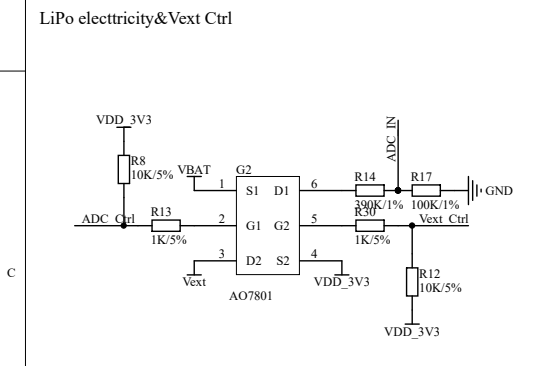 LiPo electtricity&Vext Ctrl
VDD_3V3
ADC_IN
R8
10K/5%
VBAT
G2
R14
R17
1
S1
D1
6
390K/1%
100K/1%
GND
ADC_Ctrl
R13
2
G1
G2
5
R30
Vext_Ctrl
1K/5%
1K/5%
3
D2
S2
4
C
Vext
VDD_3V3
R12
10K/5%
AO7801
VDD_3V3